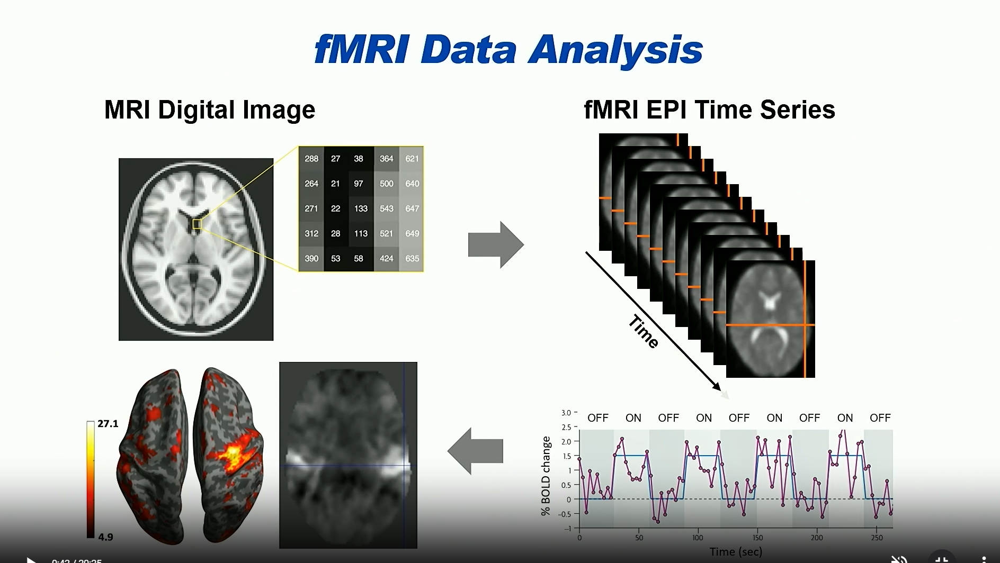 fMRI Data Analysis
MRI Digital Image
fMRI EPI Time Series
288 27 38 364 621
264 21 97 500 640
271 22 133 543 647
312 28 113 521 649
390 53 58 424 635
Time
27.1
4.9
% BOLD change
3.0
2.5
2.0
1.5
1
0.5
0
–0.5
–1
OFF ON OFF ON OFF ON OFF ON OFF
0 50 100 150 200 250
Time (sec)
0:42 / 20:25